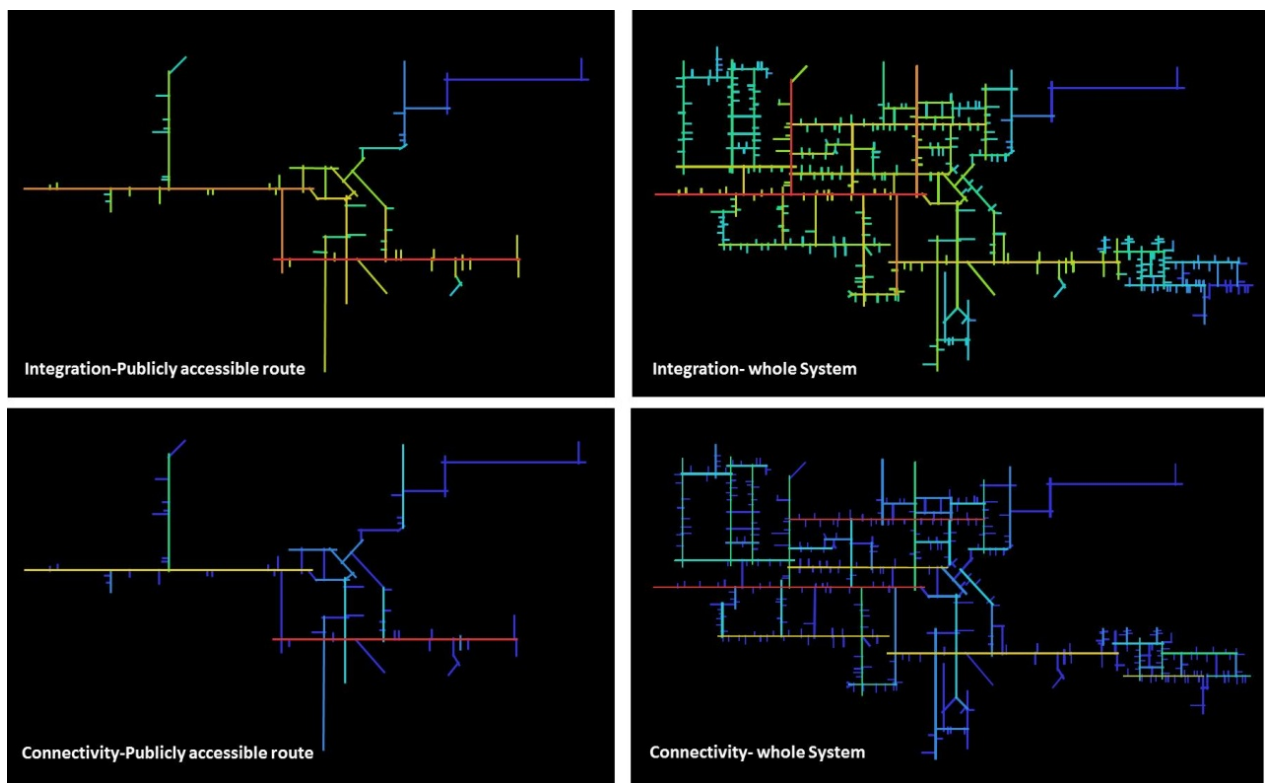 Integration-Publicly accessible route
Integration- whole System
Connectivity-Publicly accessible route
Connectivity- whole System